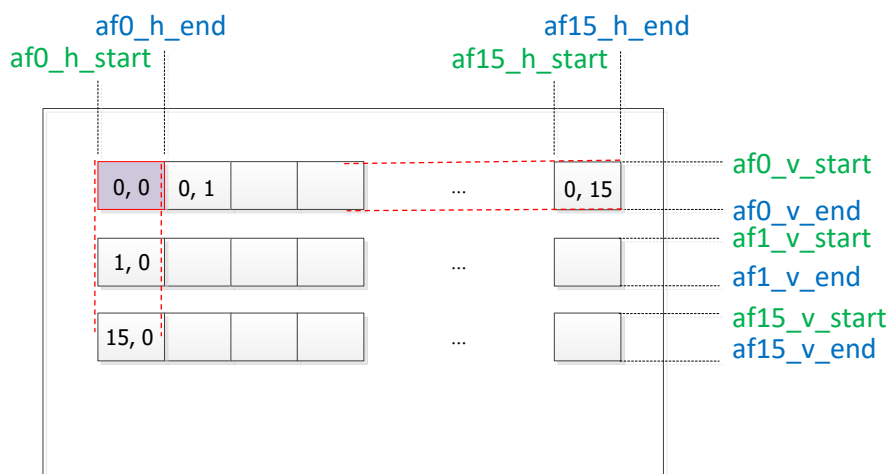 af0_h_end
af15_h_end
af0_h_start
af15_h_start
af0_v_start
0, 0
0, 1
...
0, 15
af0_v_end
af1_v_start
1, 0
...
af1_v_end
af15_v_start
15, 0
...
af15_v_end